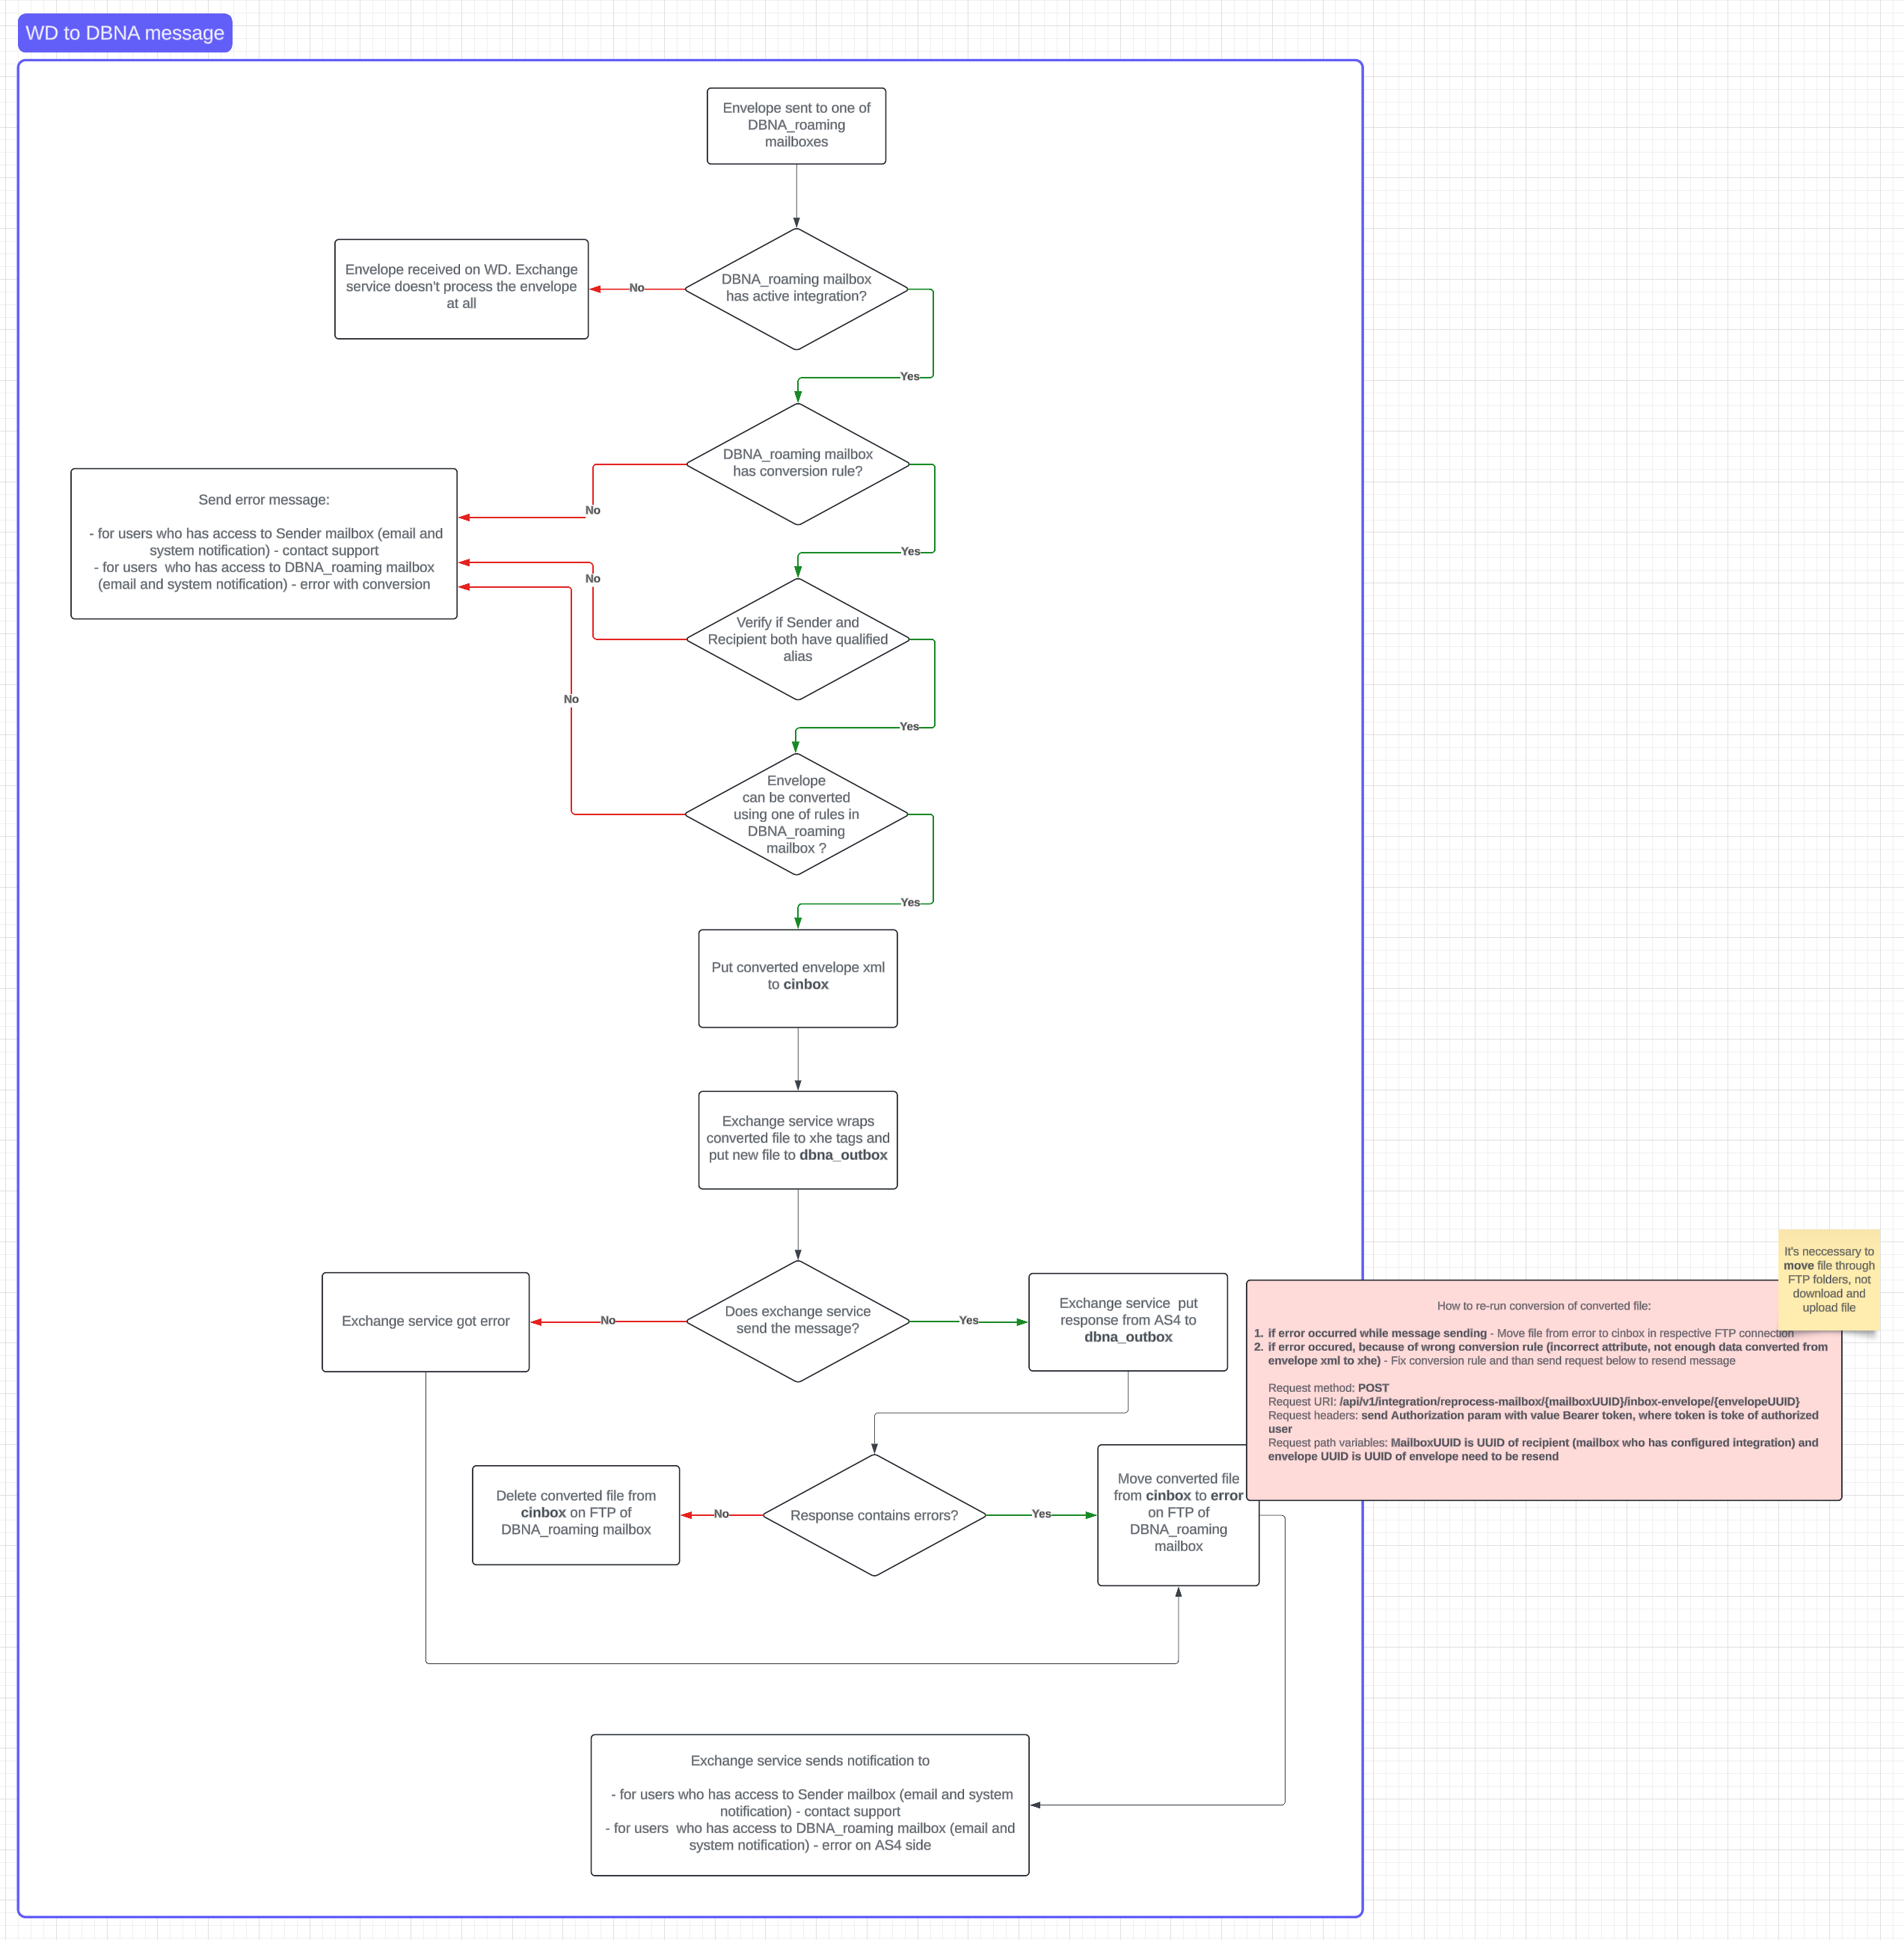 WD to DBNA message
Envelope sent to one of
DBNA_roaming
mailboxes
DBNA_roaming mailbox
has active integration?
No
Envelope received on WD. Exchange
service doesn't process the envelope
at all
Yes
DBNA_roaming mailbox
has conversion rule?
No
Send error message:
- for users who has access to Sender mailbox (email and
system notification) - contact support
- for users  who has access to DBNA_roaming mailbox
(email and system notification) - error with conversion
Yes
No
Verify if Sender and
Recipient both have qualified
alias
No
Yes
Envelope
can be converted
using one of rules in
DBNA_roaming
mailbox ?
Yes
Put converted envelope xml
to cinbox
Exchange service wraps
converted file to xhe tags and
put new file to dbna_outbox
Does exchange service
send the message?
No
Exchange service got error
Yes
Exchange service  put
response from AS4 to
dbna_outbox
Response contains errors?
No
Delete converted file from
cinbox on FTP of
DBNA_roaming mailbox
Yes
Move converted file
from cinbox to error
on FTP of
DBNA_roaming
mailbox
Exchange service sends notification to
- for users who has access to Sender mailbox (email and system
notification) - contact support
- for users  who has access to DBNA_roaming mailbox (email and
system notification) - error on AS4 side
It's neccessary to
move file through
FTP folders, not
download and
upload file
How to re-run conversion of converted file:
1. if error occurred while message sending - Move file from error to cinbox in respective FTP connection
2. if error occured, because of wrong conversion rule (incorrect attribute, not enough data converted from
envelope xml to xhe) - Fix conversion rule and than send request below to resend message
Request method: POST
Request URI: /api/v1/integration/reprocess-mailbox/{mailboxUUID}/inbox-envelope/{envelopeUUID}
Request headers: send Authorization param with value Bearer token, where token is toke of authorized
user
Request path variables: MailboxUUID is UUID of recipient (mailbox who has configured integration) and
envelope UUID is UUID of envelope need to be resend